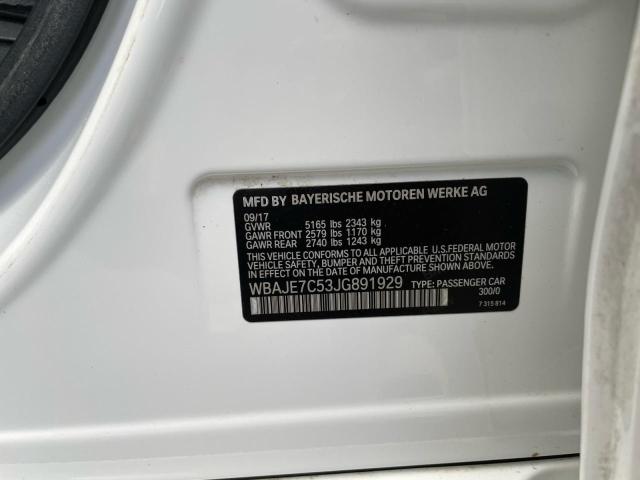 MFD BY BAYERISCHE MOTOREN WERKE AG
09/17
GVWR 5165 lbs 2343 kg
GAWR FRONT 2579 lbs 1170 kg
GAWR REAR 2740 lbs 1243 kg
THIS VEHICLE CONFORMS TO ALL APPLICABLE U.S.FEDERAL MOTOR
VEHICLE SAFETY, BUMPER AND THEFT PREVENTION STANDARDS
IN EFFECT ON THE DATE OF MANUFACTURE SHOWN ABOVE.
WBAJE7C53JG891929 TYPE: PASSENGER CAR
300/0
7 315 814